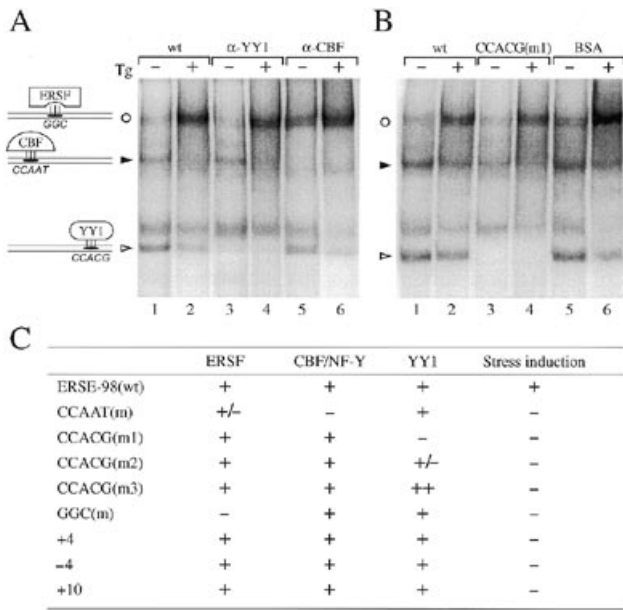 A
wt α-YY1 α-CBF
Tg − + − + − +
ERSF
GGC
CBF
CCAAT
YY1
CCACG
1 2 3 4 5 6
B
wt CCACG(m1) BSA
− + − + − +
1 2 3 4 5 6
C
ERSF CBF/NF-Y YY1 Stress induction
ERSE-98(wt) + + + +
CCAAT(m) +/− − + −
CCACG(m1) + + − −
CCACG(m2) + + +/− −
CCACG(m3) + + ++ −
GGC(m) − + + −
+4 + + + −
−4 + + + −
+10 + + + −